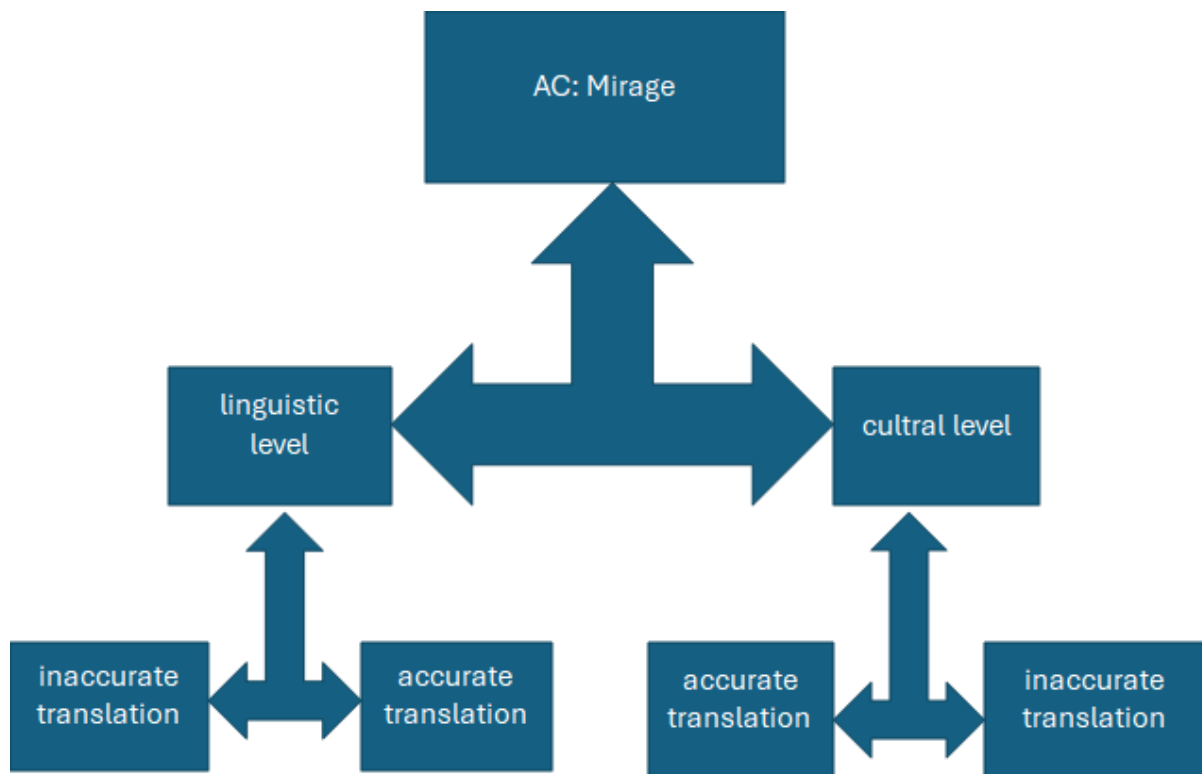 AC: Mirage
linguistic
level
cultral level
inaccurate
translation
accurate
translation
accurate
translation
inaccurate
translation